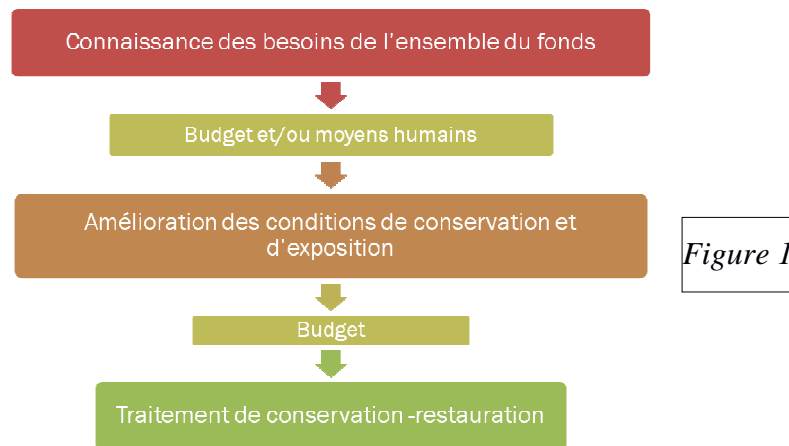 Connaissance des besoins de l'ensemble du fonds
Budget et/ou moyens humains
Amélioration des conditions de conservation et
d'exposition
Figure 1
Budget
Traitement de conservation -restauration